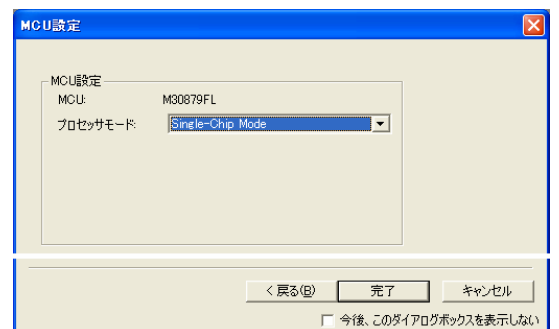 MCU設定
MCU設定
MCU: M30879FL
プロセッサモード: Single-Chip Mode
< 戻る(B) 完了 キャンセル
今後、このダイアログボックスを表示しない